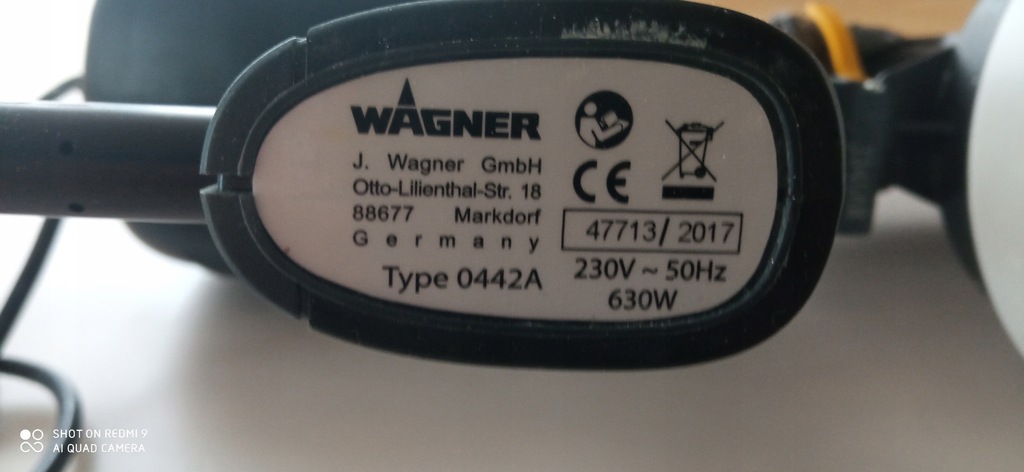 WAGNER
J. Wagner GmbH
Otto-Lilienthal-Str. 18
88677 Markdorf
Germany
Type 0442A
CE
47713/2017
230V ~ 50Hz
630W
SHOT ON REDMI 9
AI QUAD CAMERA